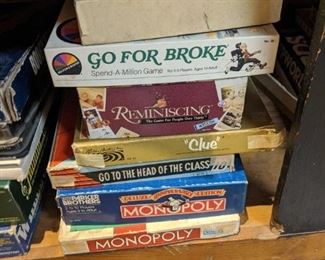 GO FOR BROKE
Spend-A-Million Game
REMINISCING
The Game For People Over Thirty
"Clue"
GO TO THE HEAD OF THE CLASS
PARKER BROTHERS
MONOPOLY
MONOPOLY